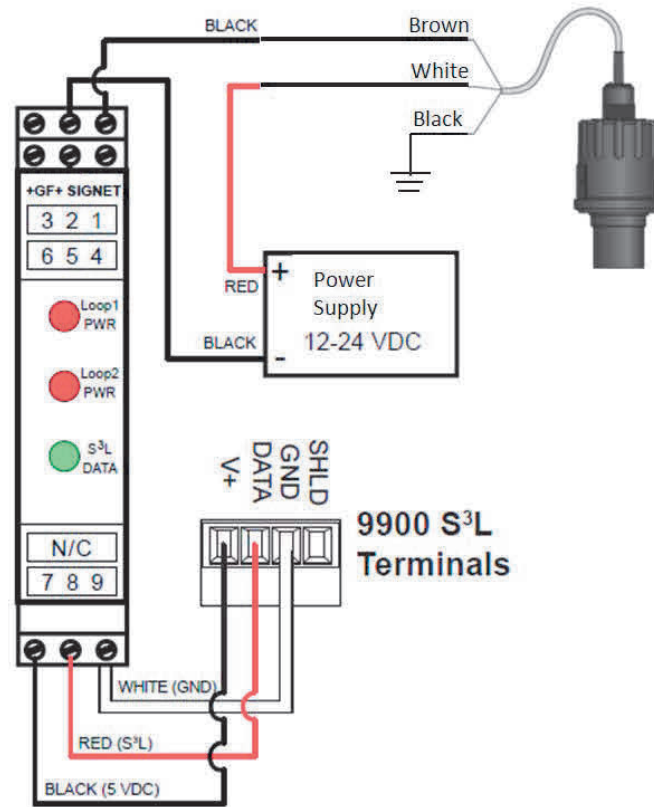 BLACK
Brown
White
Black
+GF+ SIGNET
3 2 1
6 5 4
Loop1
PWR
Loop2
PWR
S³L
DATA
N/C
7 8 9
RED
+
Power
Supply
12-24 VDC
BLACK
-
V+
DATA
GND
SHLD
9900 S³L
Terminals
WHITE (GND)
RED (S³L)
BLACK (5 VDC)